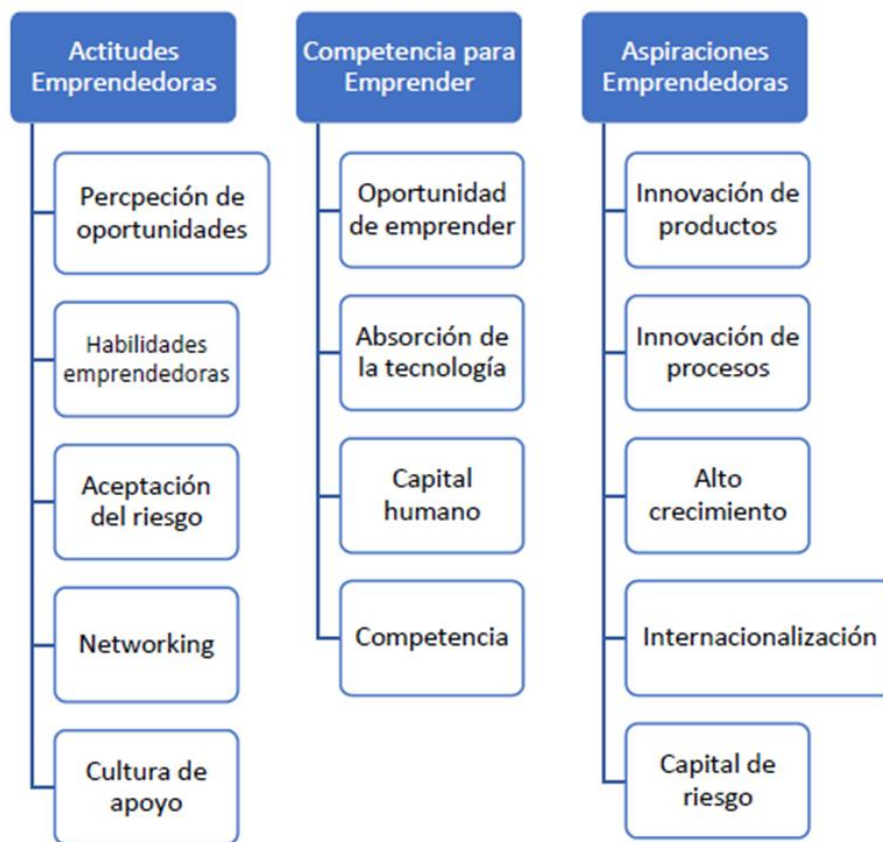 Actitudes
Emprendedoras
Percpeción de
oportunidades
Habilidades
emprendedoras
Aceptación
del riesgo
Networking
Cultura de
apoyo
Competencia para
Emprender
Oportunidad
de emprender
Absorción de
la tecnología
Capital
humano
Competencia
Aspiraciones
Emprendedoras
Innovación de
productos
Innovación de
procesos
Alto
crecimiento
Internacionalización
Capital de
riesgo